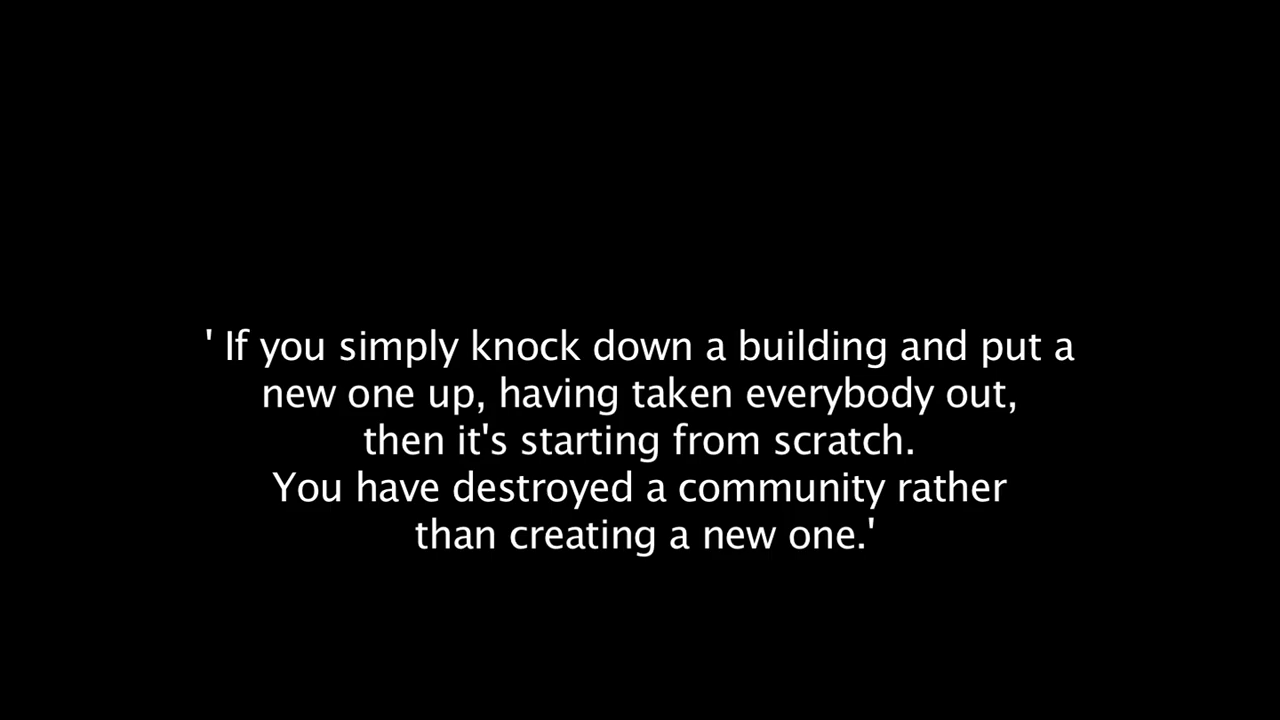 ' If you simply knock down a building and put a
new one up, having taken everybody out,
then it's starting from scratch.
You have destroyed a community rather
than creating a new one.'